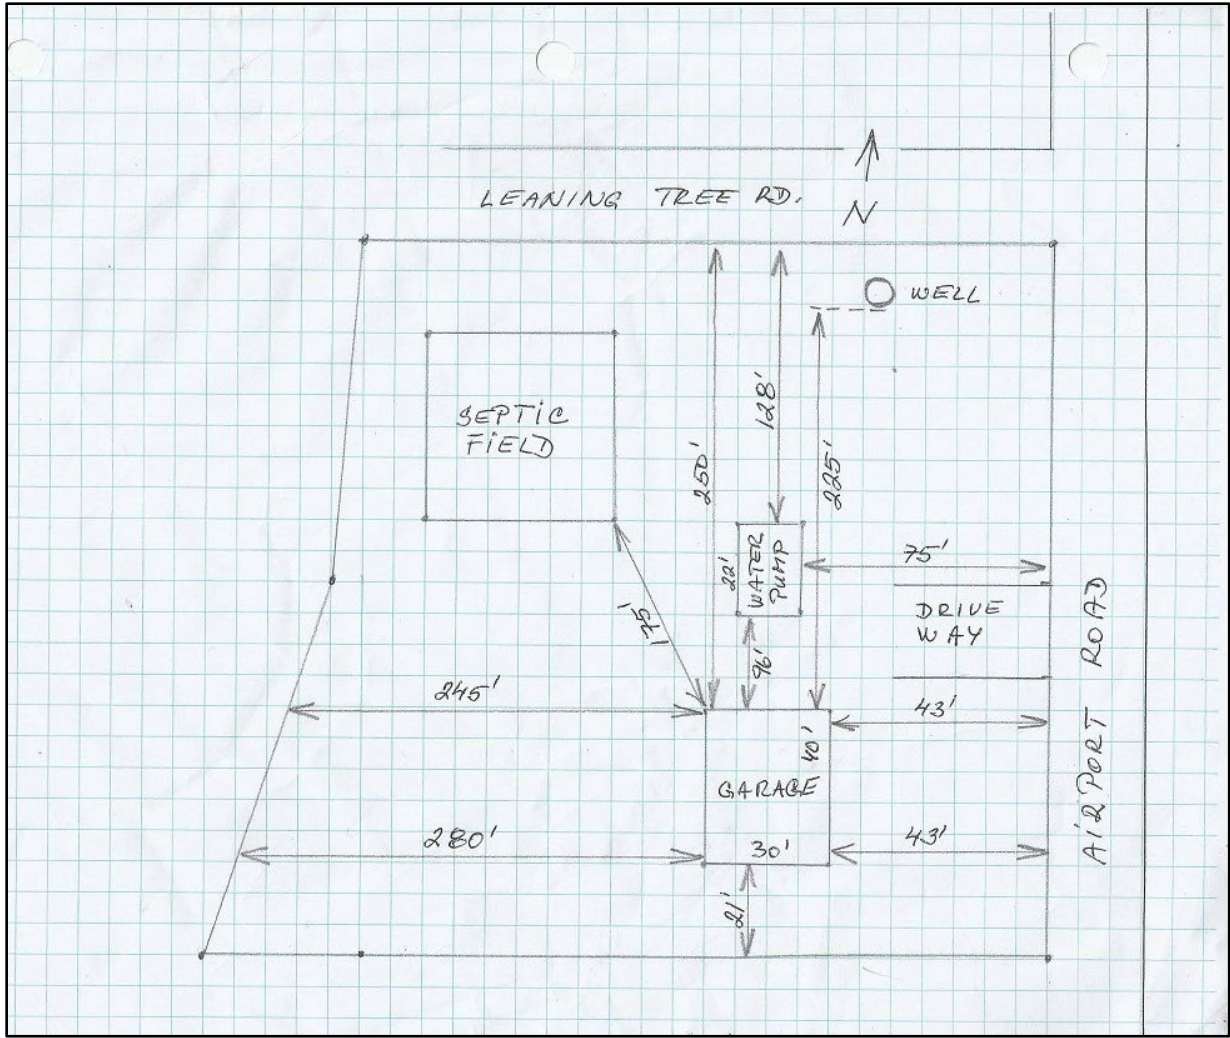 LEANING TREE RD.
N
WELL
SEPTIC
FIELD
250'
128'
225'
22'
WATER
PUMP
75'
DRIVE
WAY
175'
96'
245'
43'
40'
GARAGE
280'
30'
43'
21'
AIRPORT ROAD